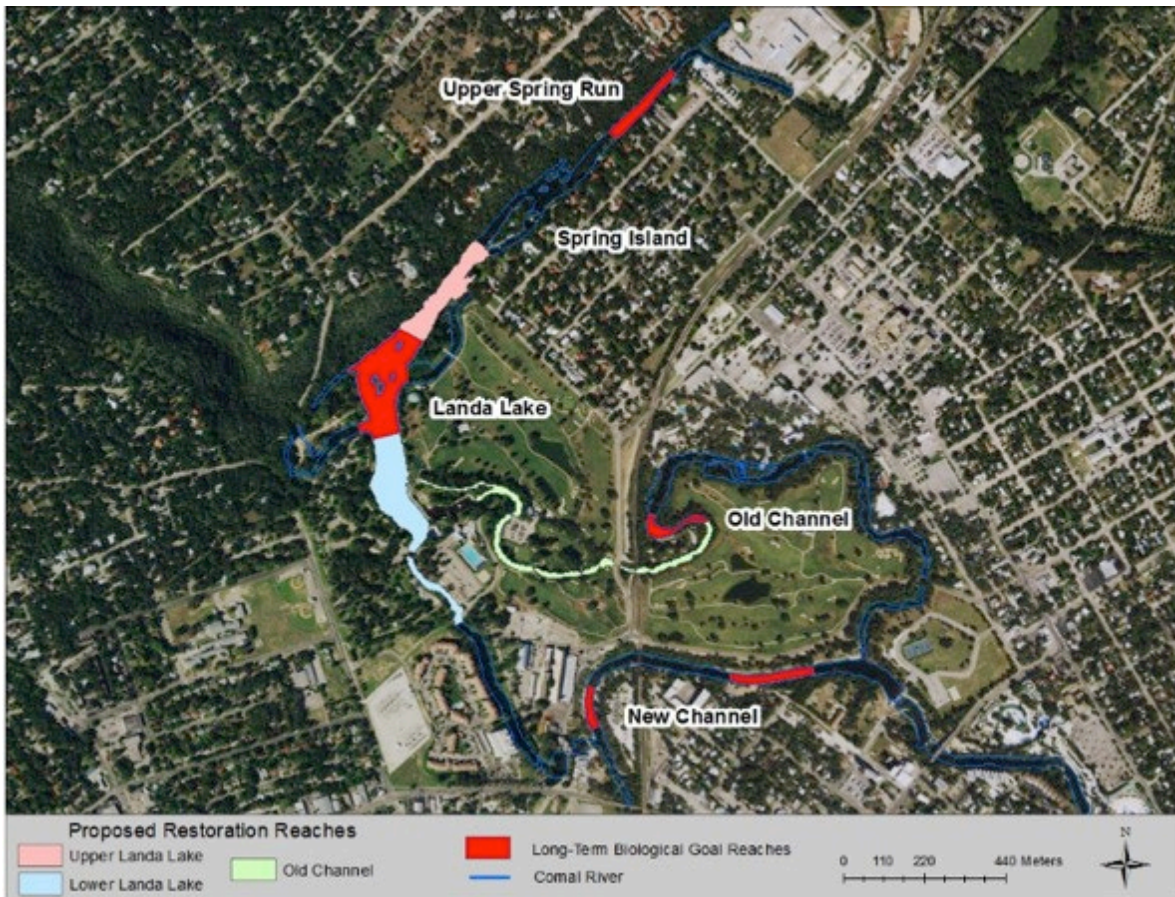 Upper Spring Run
Spring Island
Landa Lake
Old Channel
New Channel
Proposed Restoration Reaches
Upper Landa Lake
Lower Landa Lake
Old Channel
Long-Term Biological Goal Reaches
Comal River
N
0 110 220 440 Meters